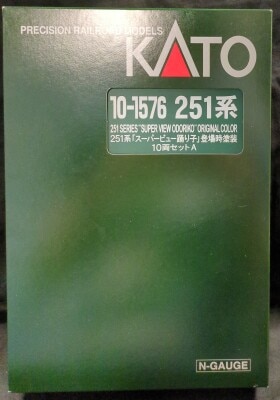 PRECISION RAILROAD MODELS
KATO
10-1576 251系
251 SERIES "SUPER VIEW ODORIKO" ORIGINAL COLOR
251系「スーパービュー踊り子」登場時塗装
10両セットA
N-GAUGE